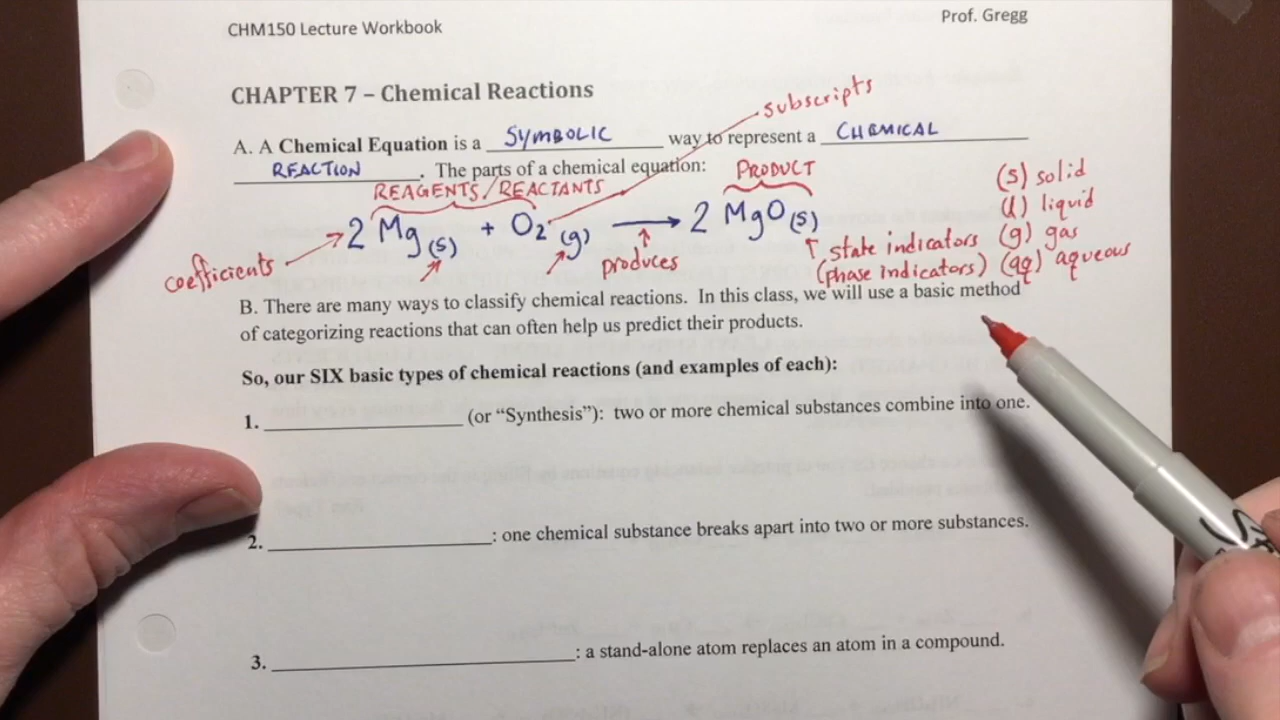 CHM150 Lecture Workbook
Prof. Gregg
CHAPTER 7 – Chemical Reactions
subscripts
A. A Chemical Equation is a SYMBOLIC way to represent a CHEMICAL
REACTION. The parts of a chemical equation:
REAGENTS/REACTANTS
PRODUCT
2 Mg(s) + O₂(g) → 2 MgO(s)
coefficients
produces
state indicators
(phase indicators)
(s) solid
(l) liquid
(g) gas
(aq) aqueous
B. There are many ways to classify chemical reactions. In this class, we will use a basic method
of categorizing reactions that can often help us predict their products.
So, our SIX basic types of chemical reactions (and examples of each):
1. ____________________ (or “Synthesis”): two or more chemical substances combine into one.
2. ______________________: one chemical substance breaks apart into two or more substances.
3. ______________________________: a stand-alone atom replaces an atom in a compound.